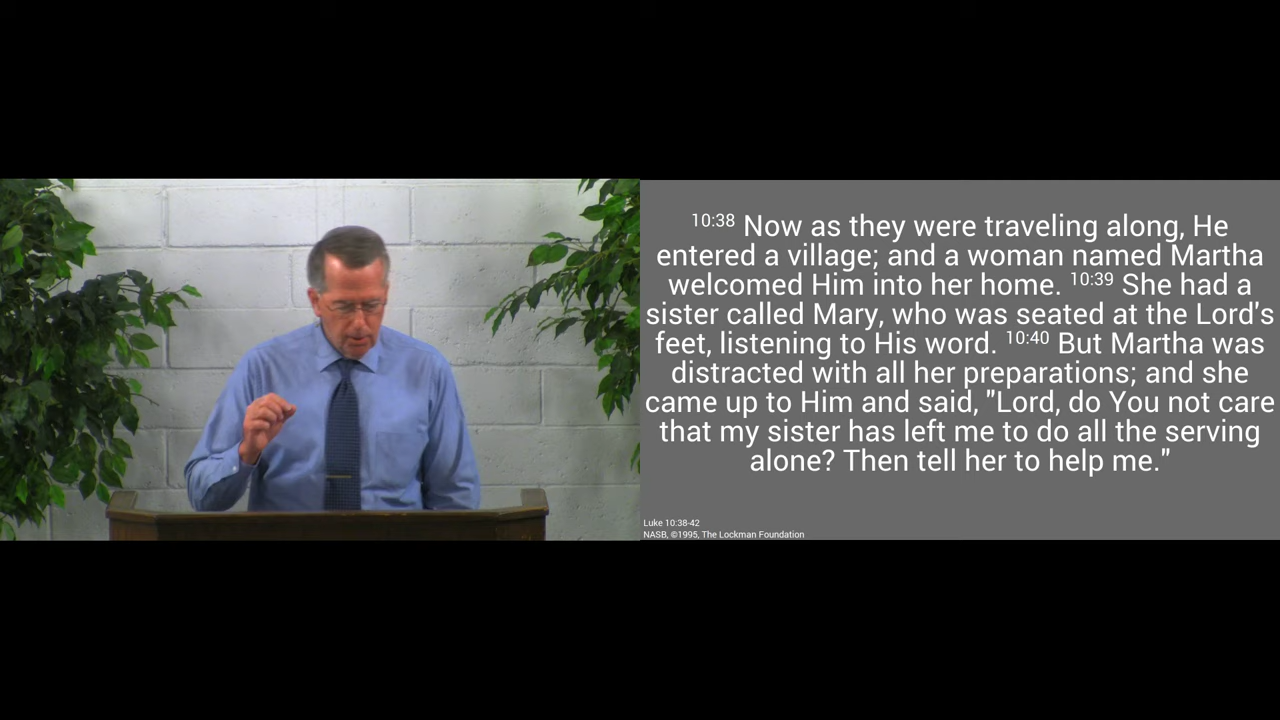 10:38 Now as they were traveling along, He
entered a village; and a woman named Martha
welcomed Him into her home. 10:39 She had a
sister called Mary, who was seated at the Lord's
feet, listening to His word. 10:40 But Martha was
distracted with all her preparations; and she
came up to Him and said, "Lord, do You not care
that my sister has left me to do all the serving
alone? Then tell her to help me."
Luke 10:38-42
NASB, ©1995, The Lockman Foundation